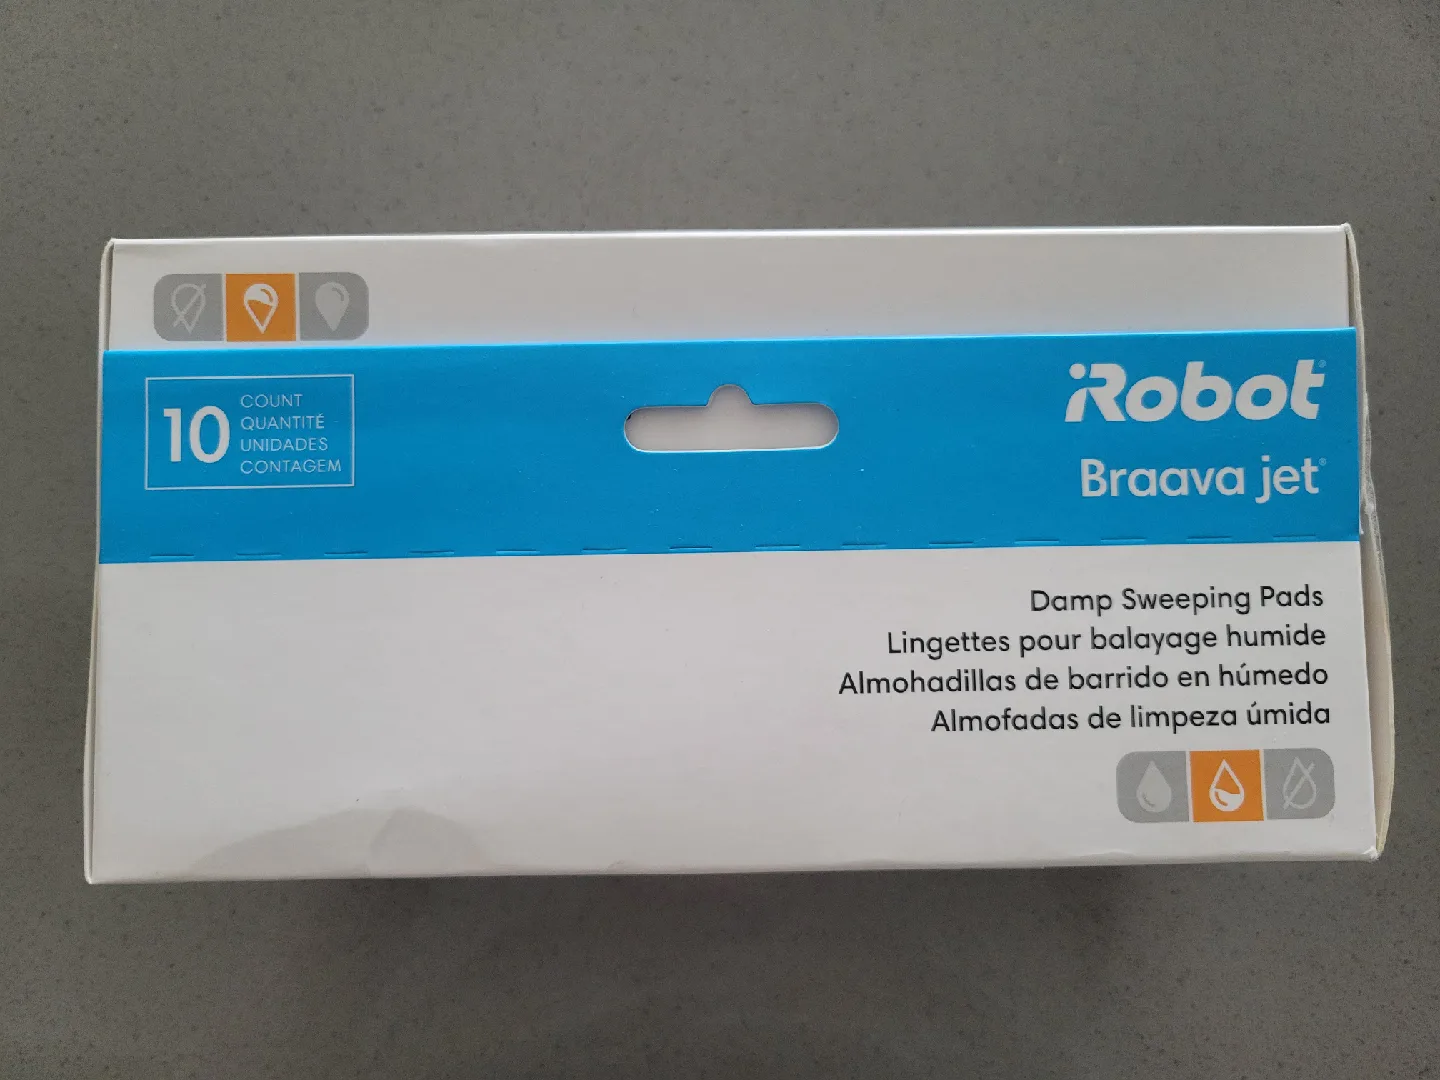 10
COUNT
QUANTITÉ
UNIDADES
CONTAGEM
iRobot®
Braava jet®
Damp Sweeping Pads
Lingettes pour balayage humide
Almohadillas de barrido en húmedo
Almofadas de limpeza úmida